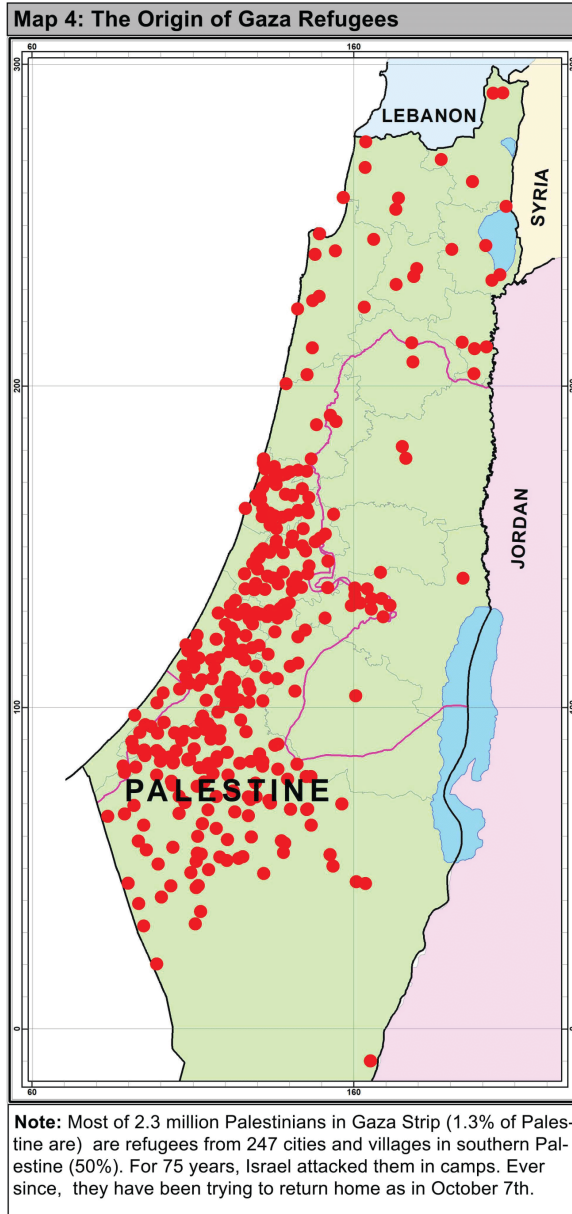 Map 4: The Origin of Gaza Refugees
60
160
300
LEBANON
SYRIA
200
JORDAN
100
PALESTINE
0
0
60
160
Note: Most of 2.3 million Palestinians in Gaza Strip (1.3% of Pales-
tine are)  are refugees from 247 cities and villages in southern Pal-
estine (50%). For 75 years, Israel attacked them in camps. Ever
since,  they have been trying to return home as in October 7th.